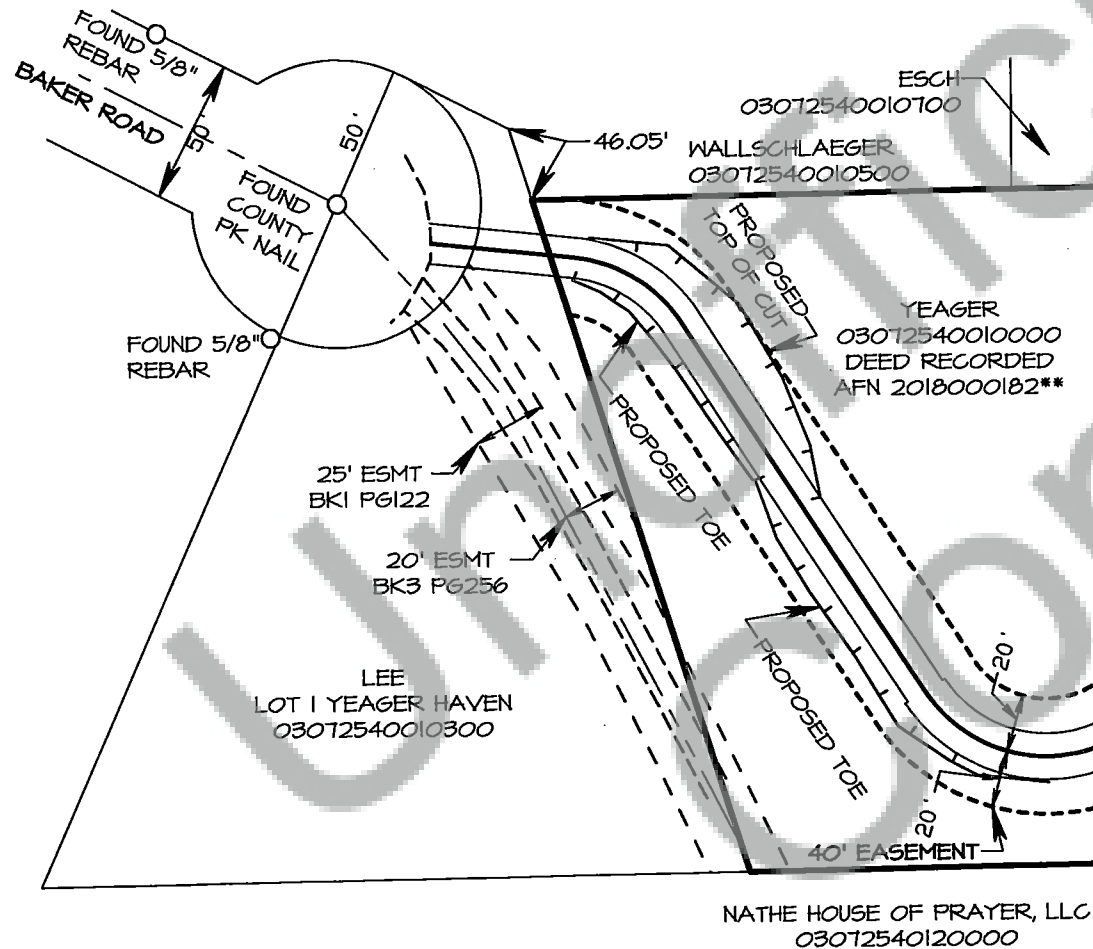 FOUND 5/8"
REBAR
BAKER ROAD
50'
50'
FOUND
COUNTY
PK NAIL
FOUND 5/8"
REBAR
46.05'
ESCH
03072540010700
WALLSCHLAEGER
03072540010500
PROPOSED
TOP OF CUT
YEAGER
03072540010000
DEED RECORDED
AFN 2018000182**
PROPOSED TOE
25' ESMT
BK1 PG122
20' ESMT
BK3 PG256
LEE
LOT 1 YEAGER HAVEN
03072540010300
PROPOSED TOE
20'
20'
40' EASEMENT
NATHE HOUSE OF PRAYER, LLC
03072540120000
Unoffic
Co